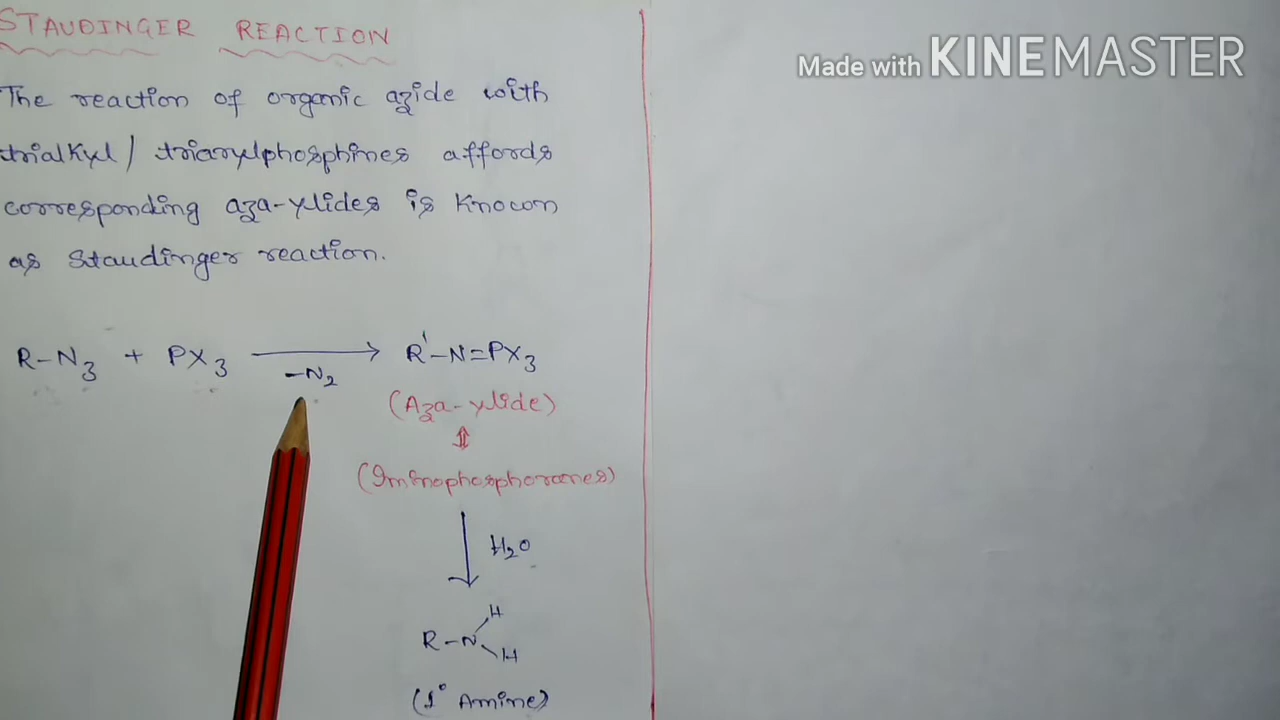 STAUDINGER REACTION
Made with KINEMASTER
The reaction of organic azide with
trialkyl/triarylphosphines affords
corresponding aza-ylides is known
as Staudinger reaction.
R-N3 + PX3 → R'-N=PX3
-N2
(Aza-ylide)
⇕
(Iminophosphoranes)
↓ H2O
H
R-N
H
(1° Amine)